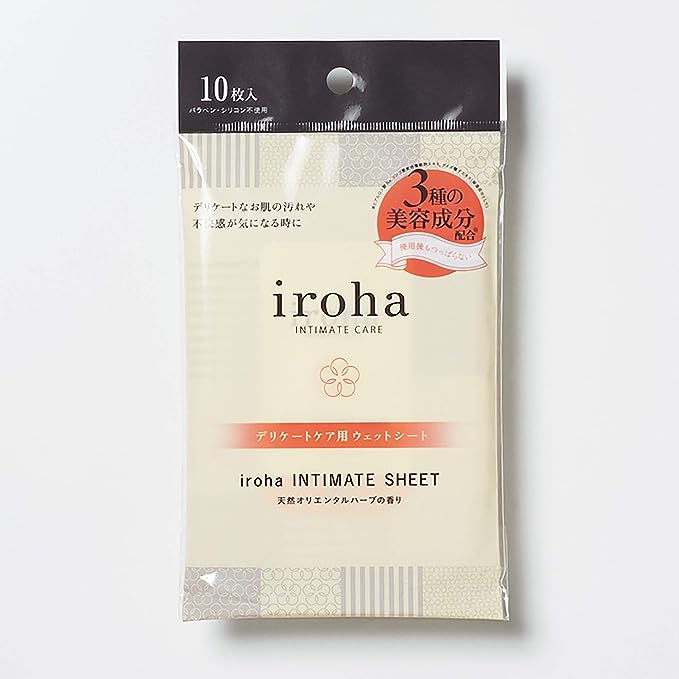 10枚入
パラベン・シリコン不使用
デリケートなお肌の汚れや
不快感が気になる時に
3種の
美容成分
配合※
使用後もつっぱらない
iroha
INTIMATE CARE
デリケートケア用ウェットシート
iroha INTIMATE SHEET
天然オリエンタルハーブの香り